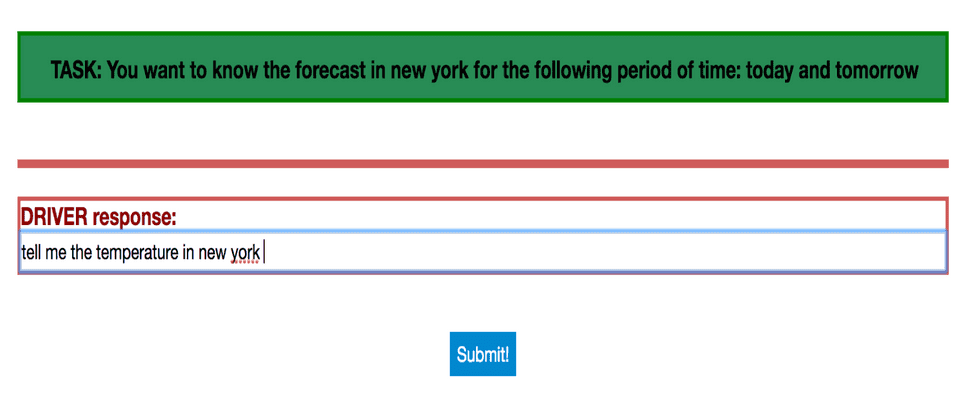 TASK: You want to know the forecast in new york for the following period of time: today and tomorrow
DRIVER response:
tell me the temperature in new york
Submit!